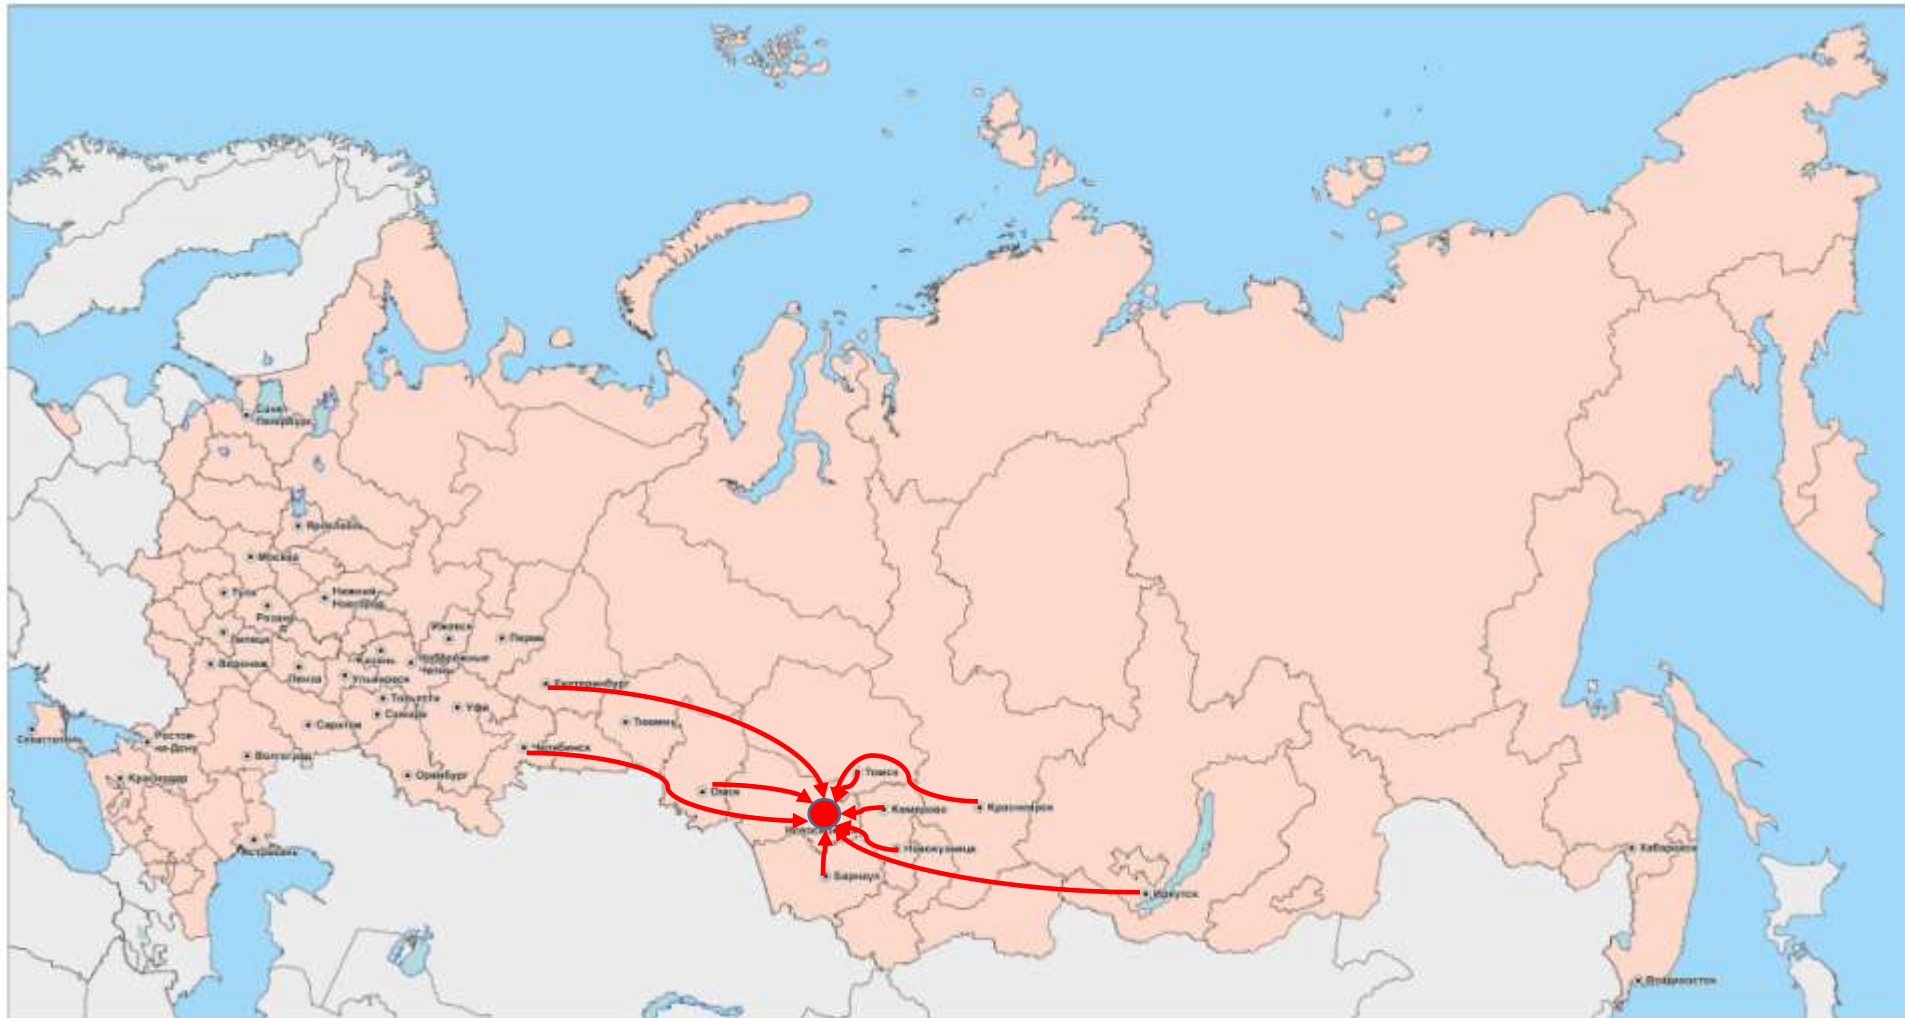 Санкт
Петербург
Ярославль
Москва
Тула
Нижний
Новгород
Рязань
Ижевск
Липецк
Пермь
Воронеж
Казань
Набережные
Челны
Пенза
Ульяновск
Екатеринбург
Тольятти
Самара
Уфа
Саратов
Тюмень
Севастополь
Ростов-
на-Дону
Челябинск
Волгоград
Краснодар
Оренбург
Томск
Омск
Кемерово
Красноярск
Астрахань
Новокузнецк
Хабаровск
Барнаул
Иркутск
Владивосток